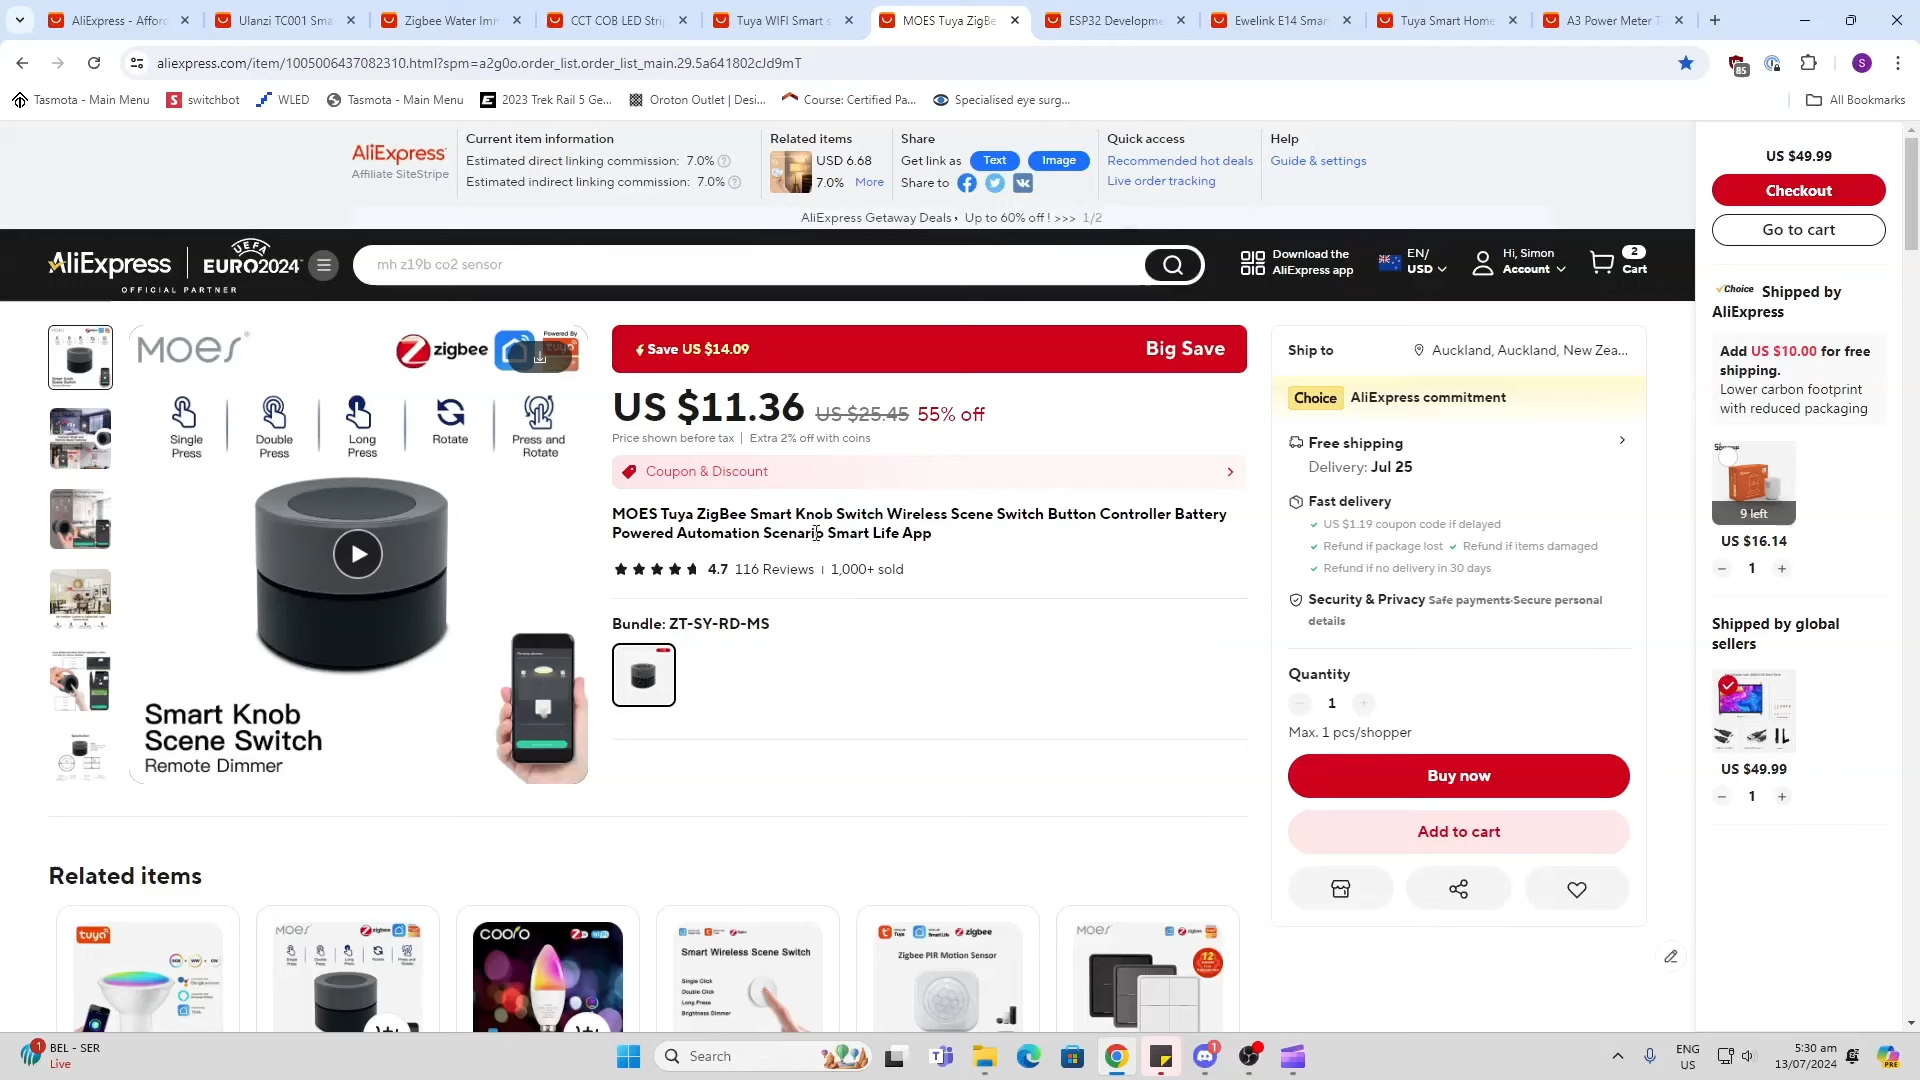 AliExpress - Affor
Ulanzi TC001 Sma
Zigbee Water Imm
CCT COB LED Stri
Tuya WIFI Smart s
MOES Tuya ZigBe
ESP32 Developme
Ewelink E14 Smar
Tuya Smart Home
A3 Power Meter T
aliexpress.com/item/1005006437082310.html?spm=a2g0o.order_list.order_list_main.29.5a641802cJd9mT
85
S
Tasmota - Main Menu
switchbot
WLED
Tasmota - Main Menu
2023 Trek Rail 5 Ge...
Oroton Outlet | Desi...
Course: Certified Pa...
Specialised eye surg...
All Bookmarks
AliExpress
Affiliate SiteStripe
Current item information
Estimated direct linking commission: 7.0%
Estimated indirect linking commission: 7.0%
Related items
USD 6.68
7.0% More
Share
Get link as Text Image
Share to
Quick access
Recommended hot deals
Live order tracking
Help
Guide & settings
AliExpress Getaway Deals • Up to 60% off ! >>> 1/2
AliExpress
UEFA
EURO2024
OFFICIAL PARTNER
mh z19b co2 sensor
Download the
AliExpress app
EN/
USD
Hi, Simon
Account
2
Cart
MOES
zigbee
Powered By
tuya
Single
Press
Double
Press
Long
Press
Rotate
Press and
Rotate
Smart Knob
Scene Switch
Remote Dimmer
Save US $14.09
Big Save
US $11.36 US $25.45 55% off
Price shown before tax | Extra 2% off with coins
Coupon & Discount
MOES Tuya ZigBee Smart Knob Switch Wireless Scene Switch Button Controller Battery
Powered Automation Scenario Smart Life App
4.7 116 Reviews | 1,000+ sold
Bundle: ZT-SY-RD-MS
Ship to
Auckland, Auckland, New Zea...
Choice AliExpress commitment
Free shipping
Delivery: Jul 25
Fast delivery
US $1.19 coupon code if delayed
Refund if package lost Refund if items damaged
Refund if no delivery in 30 days
Security & Privacy Safe payments·Secure personal
details
Quantity
1
Max. 1 pcs/shopper
Buy now
Add to cart
US $49.99
Checkout
Go to cart
Choice Shipped by
AliExpress
Add US $10.00 for free
shipping.
Lower carbon footprint
with reduced packaging
9 left
US $16.14
1
Shipped by global
sellers
US $49.99
1
Related items
tuya
MOES
zigbee
COORO
Smart Wireless Scene Switch
Single Click
Double Click
Long Press
Brightness Dimmer
zigbee
Zigbee PIR Motion Sensor
MOES
BEL - SER
Live
1
Search
1
ENG
US
5:30 am
13/07/2024
PRE